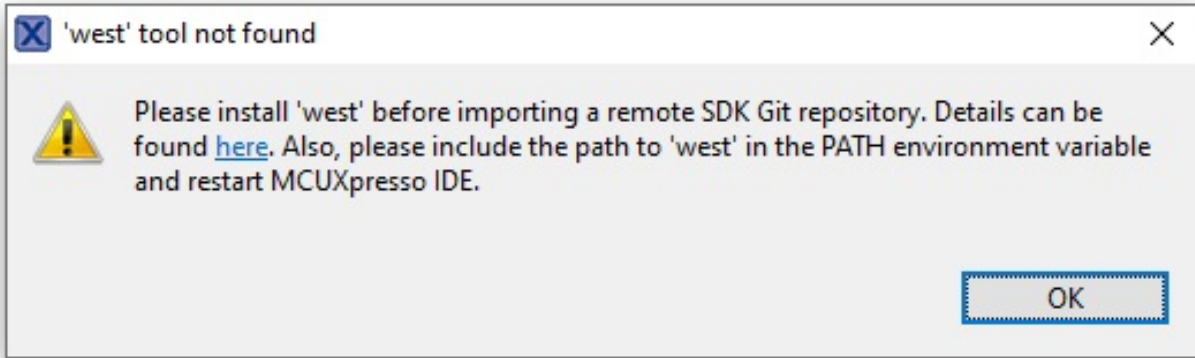 'west' tool not found
Please install 'west' before importing a remote SDK Git repository. Details can be
found here. Also, please include the path to 'west' in the PATH environment variable
and restart MCUXpresso IDE.
OK